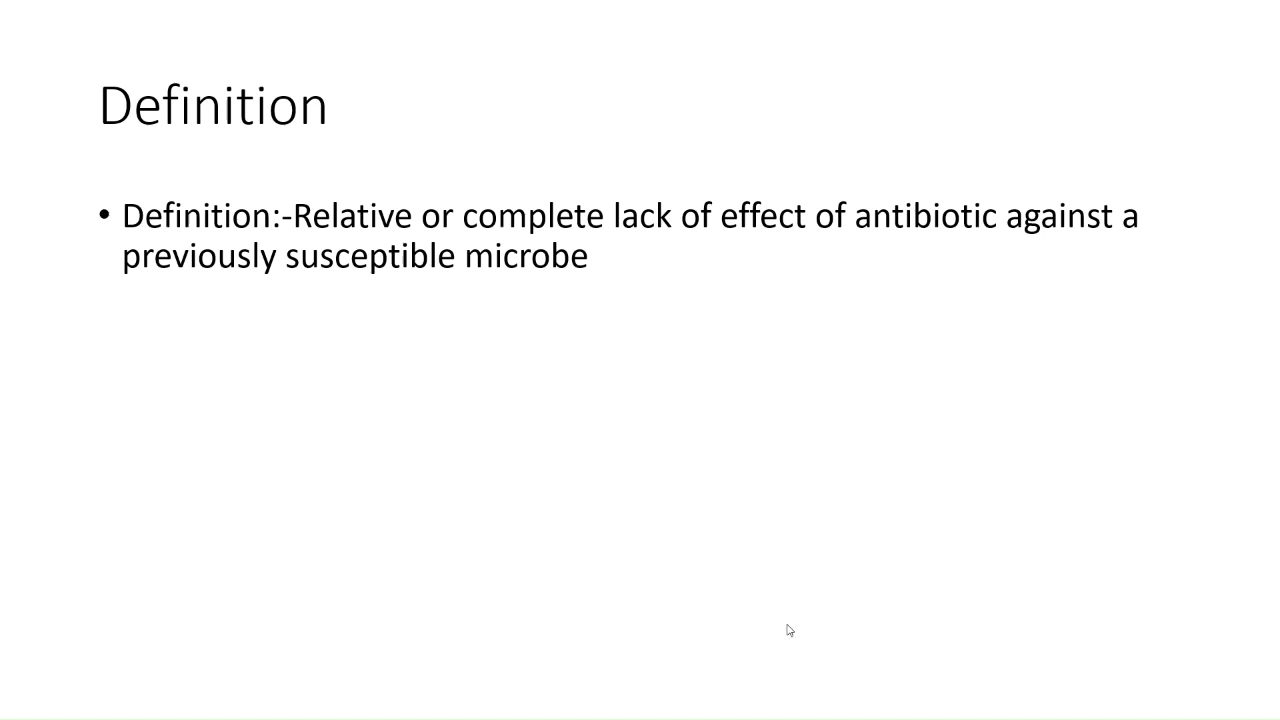 Definition
• Definition:-Relative or complete lack of effect of antibiotic against a
previously susceptible microbe